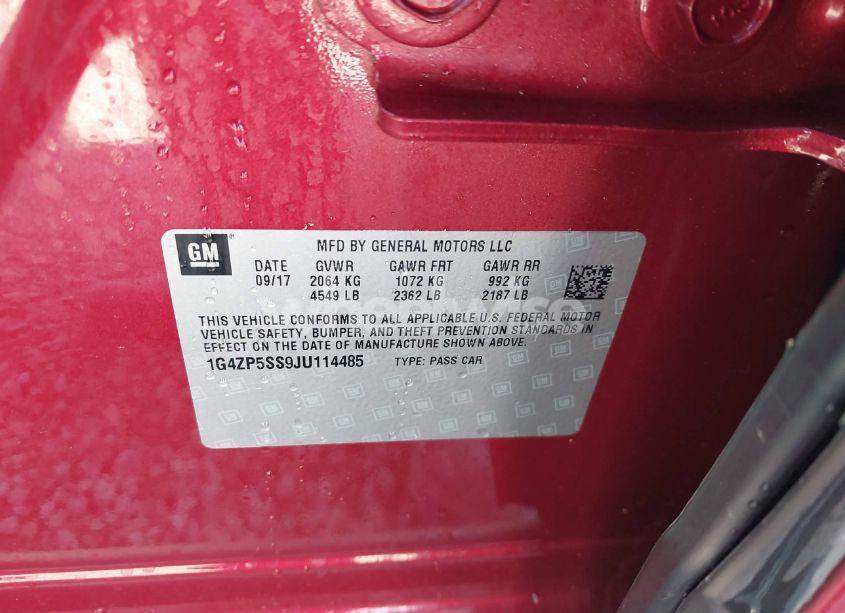 GM
MFD BY GENERAL MOTORS LLC
DATE GVWR GAWR FRT GAWR RR
09/17 2064 KG 1072 KG 992 KG
4549 LB 2362 LB 2187 LB
THIS VEHICLE CONFORMS TO ALL APPLICABLE U.S. FEDERAL MOTOR
VEHICLE SAFETY, BUMPER, AND THEFT PREVENTION STANDARDS IN
EFFECT ON THE DATE OF MANUFACTURE SHOWN ABOVE.
1G4ZP5SS9JU114485 TYPE: PASS CAR